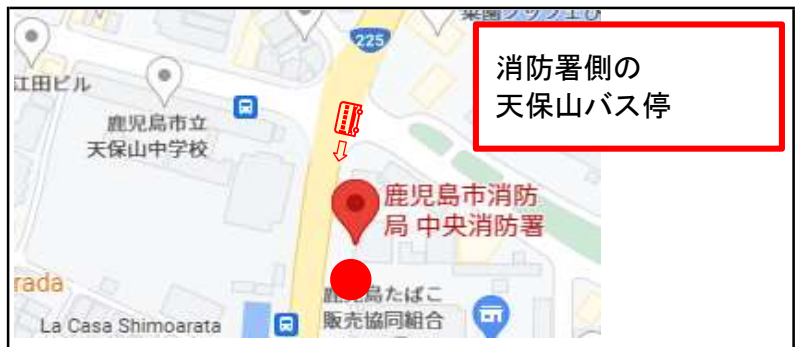 225
消防署側の
天保山バス停
江田ビル
鹿児島市立
天保山中学校
鹿児島市消防
局 中央消防署
rada
La Casa Shimoarata
鹿児島たばこ
販売協同組合